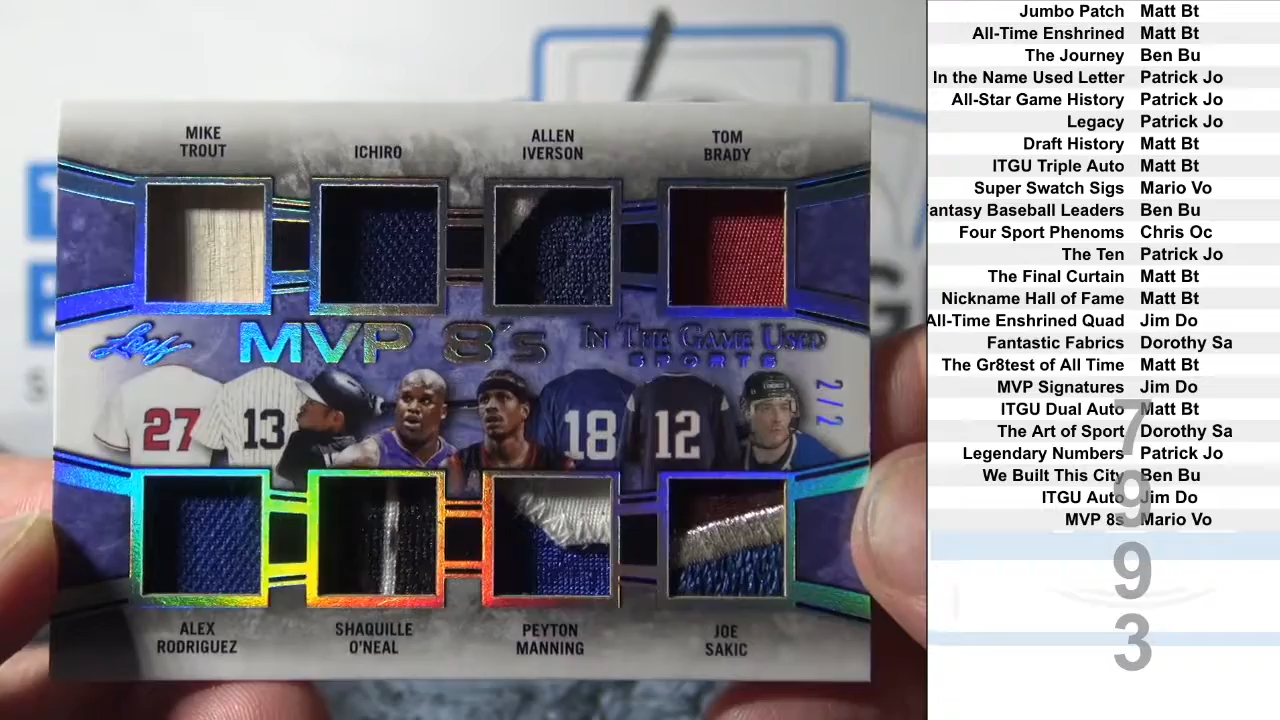 MIKE
TROUT
ICHIRO
ALLEN
IVERSON
TOM
BRADY
Leaf
MVP 8's
IN THE GAME USED
SPORTS
2/2
27
13
18
12
ALEX
RODRIGUEZ
SHAQUILLE
O'NEAL
PEYTON
MANNING
JOE
SAKIC
Jumbo Patch Matt Bt
All-Time Enshrined Matt Bt
The Journey Ben Bu
In the Name Used Letter Patrick Jo
All-Star Game History Patrick Jo
Legacy Patrick Jo
Draft History Matt Bt
ITGU Triple Auto Matt Bt
Super Swatch Sigs Mario Vo
antasy Baseball Leaders Ben Bu
Four Sport Phenoms Chris Oc
The Ten Patrick Jo
The Final Curtain Matt Bt
Nickname Hall of Fame Matt Bt
All-Time Enshrined Quad Jim Do
Fantastic Fabrics Dorothy Sa
The Gr8test of All Time Matt Bt
MVP Signatures Jim Do
ITGU Dual Auto Matt Bt
The Art of Sport Dorothy Sa
Legendary Numbers Patrick Jo
We Built This City Ben Bu
ITGU Auto Jim Do
MVP 8s Mario Vo
7
9
9
3